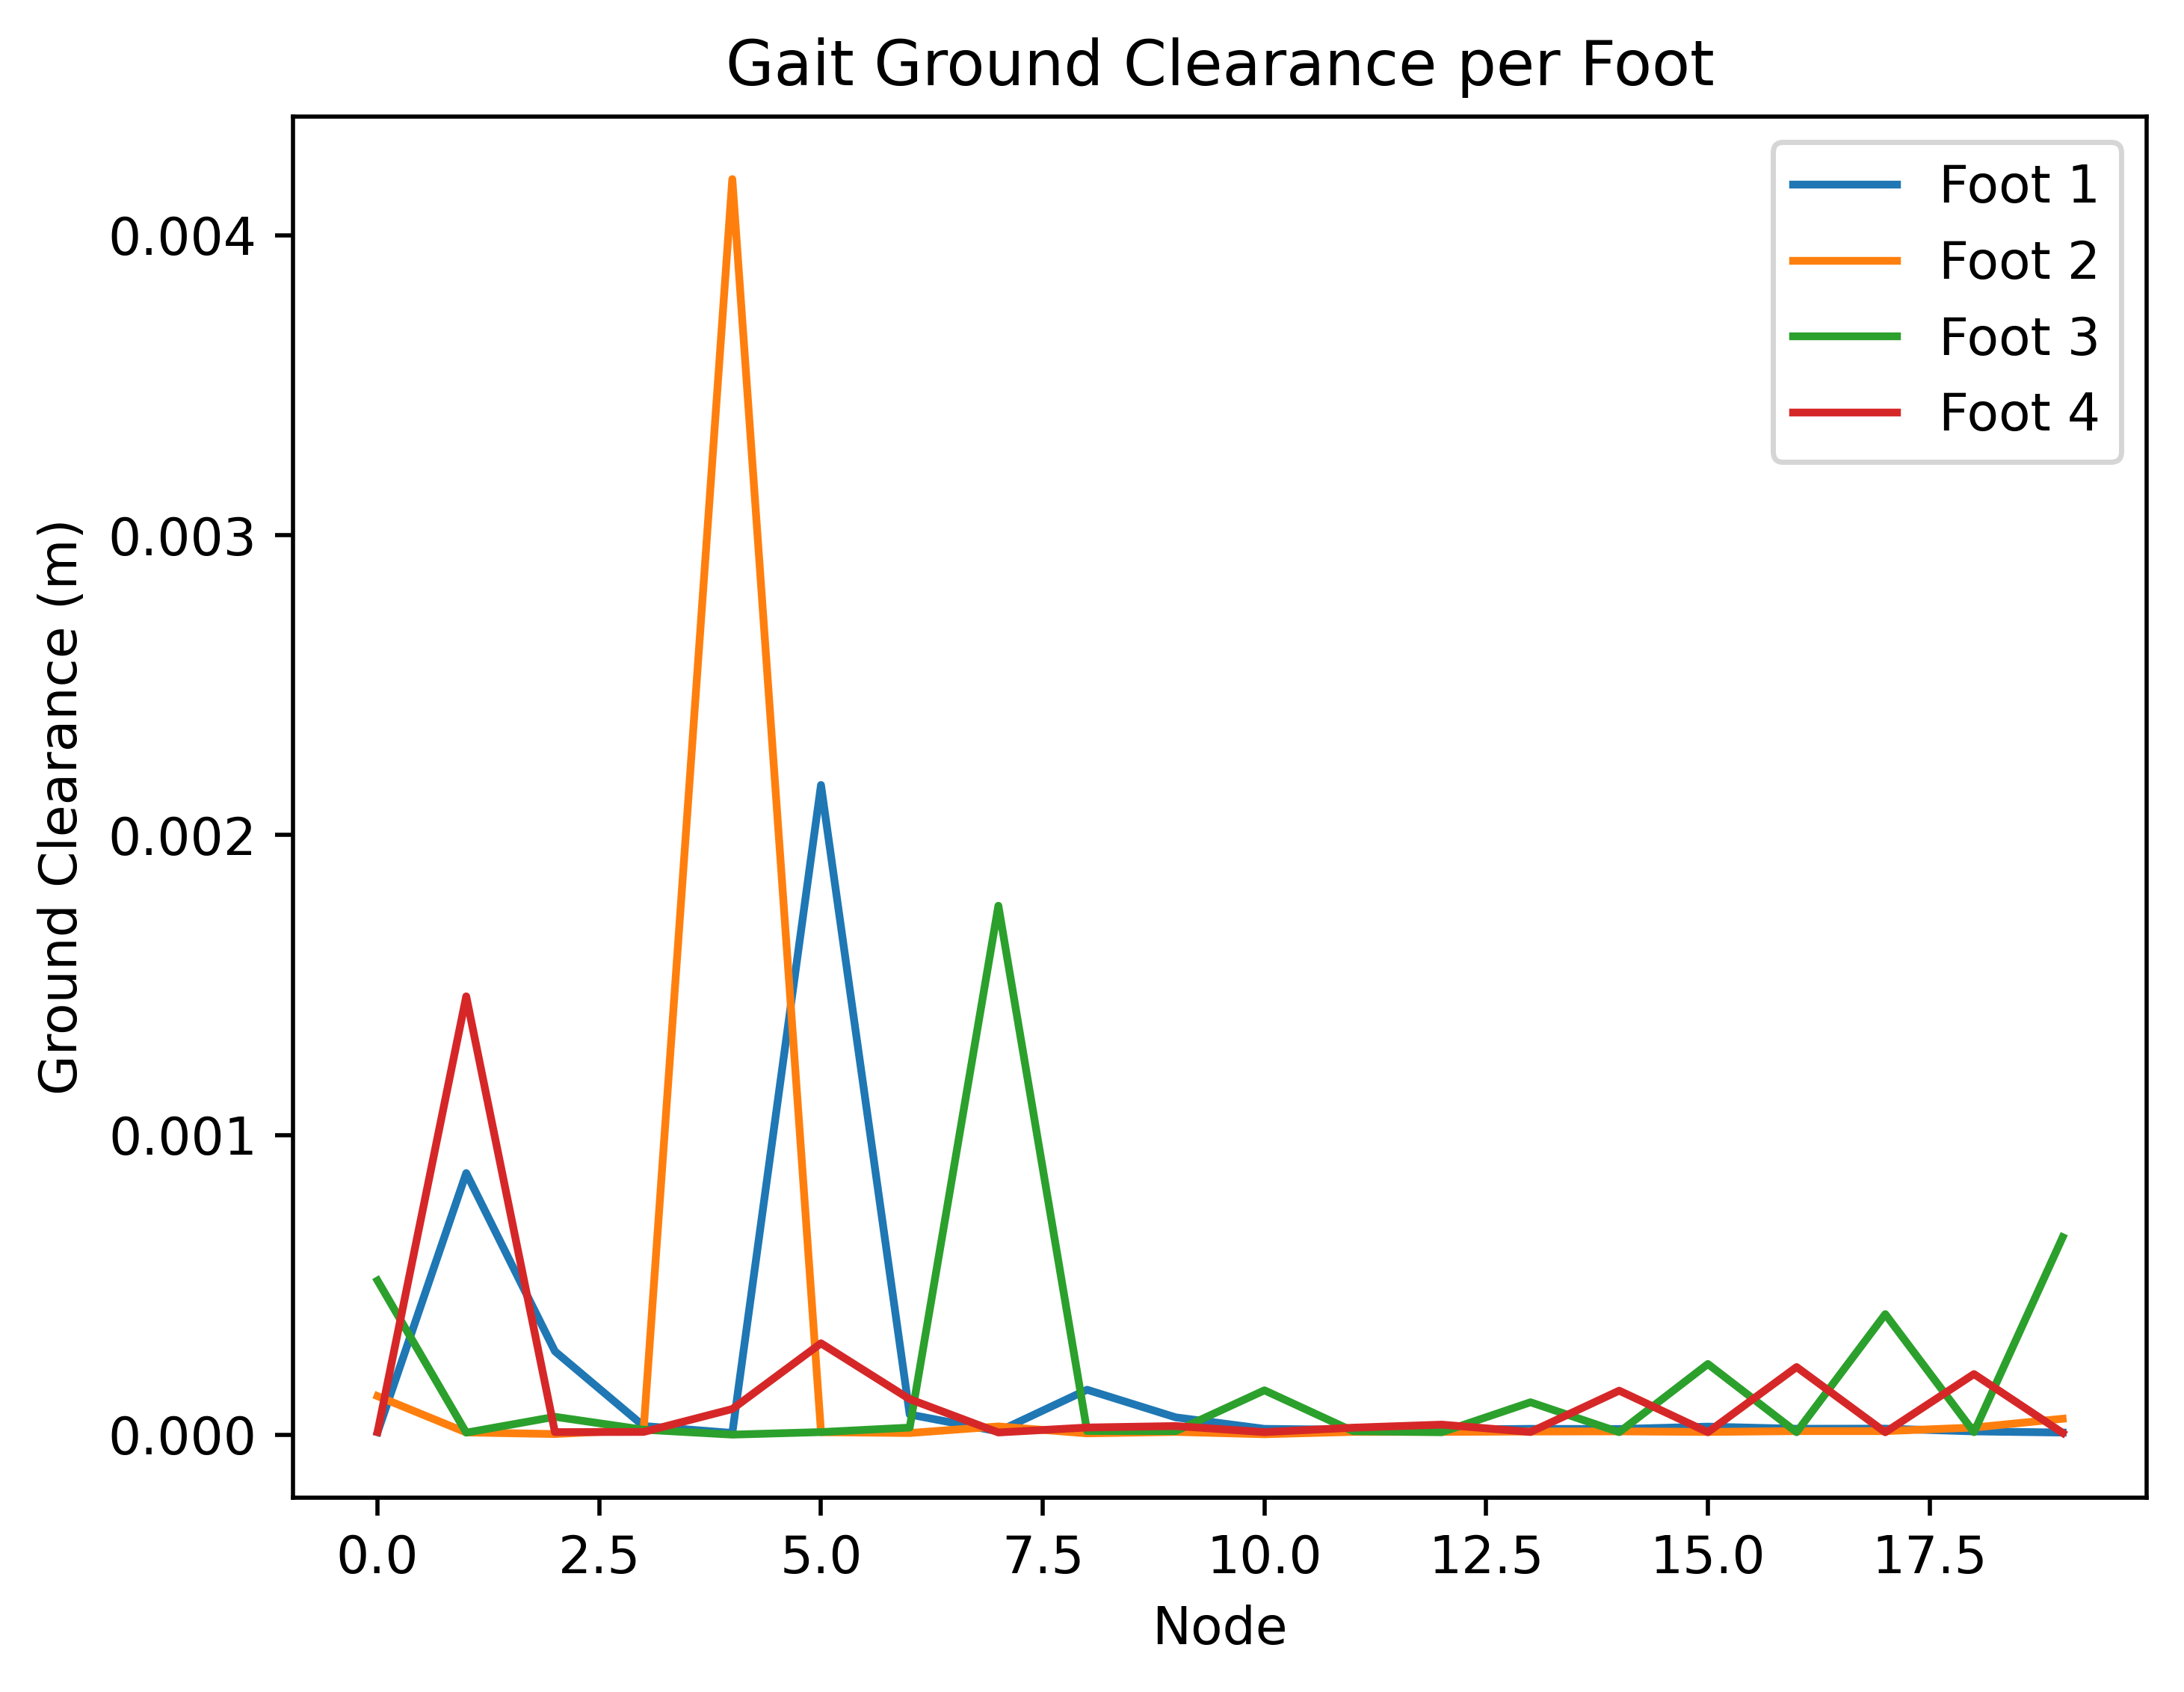 Gait Ground Clearance per Foot
Foot 1
Foot 2
Foot 3
Foot 4
Ground Clearance (m)
0.004
0.003
0.002
0.001
0.000
0.0 2.5 5.0 7.5 10.0 12.5 15.0 17.5
Node